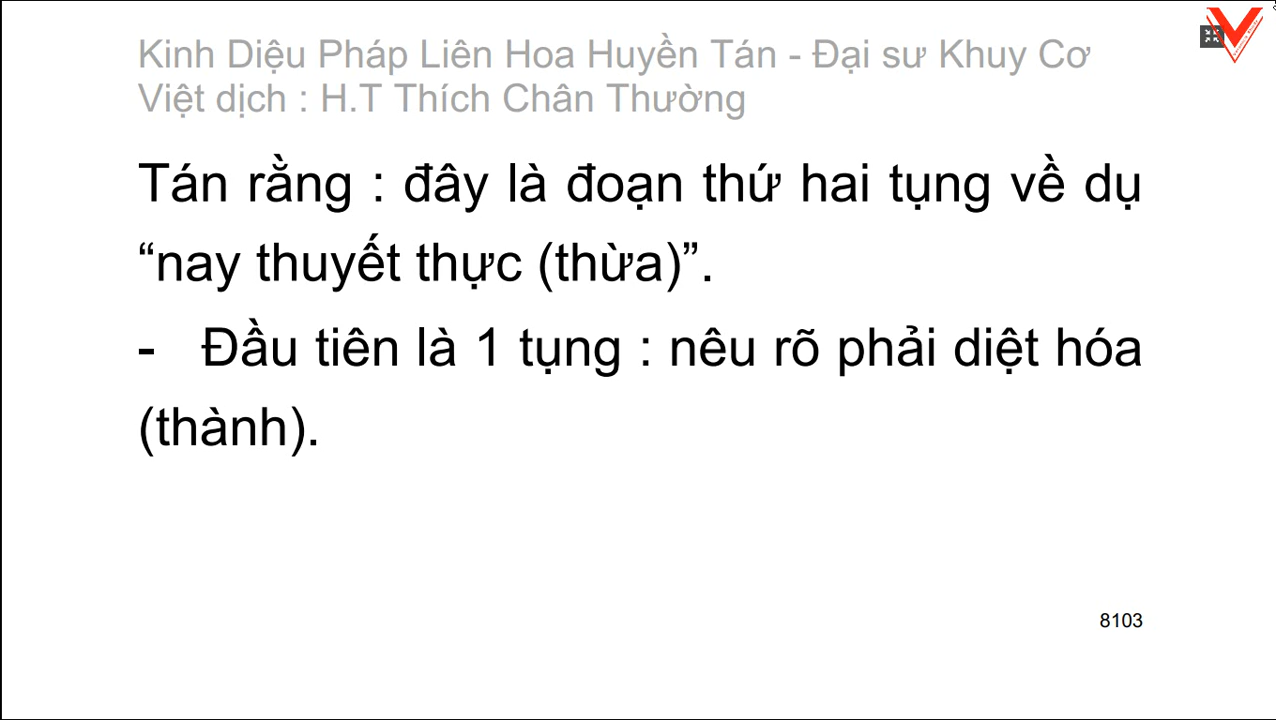 Kinh Diệu Pháp Liên Hoa Huyền Tán - Đại sư Khuy Cơ
Việt dịch : H.T Thích Chân Thường
Tán rằng : đây là đoạn thứ hai tụng về dụ
“nay thuyết thực (thừa)”.
- Đầu tiên là 1 tụng : nêu rõ phải diệt hóa
(thành).
8103